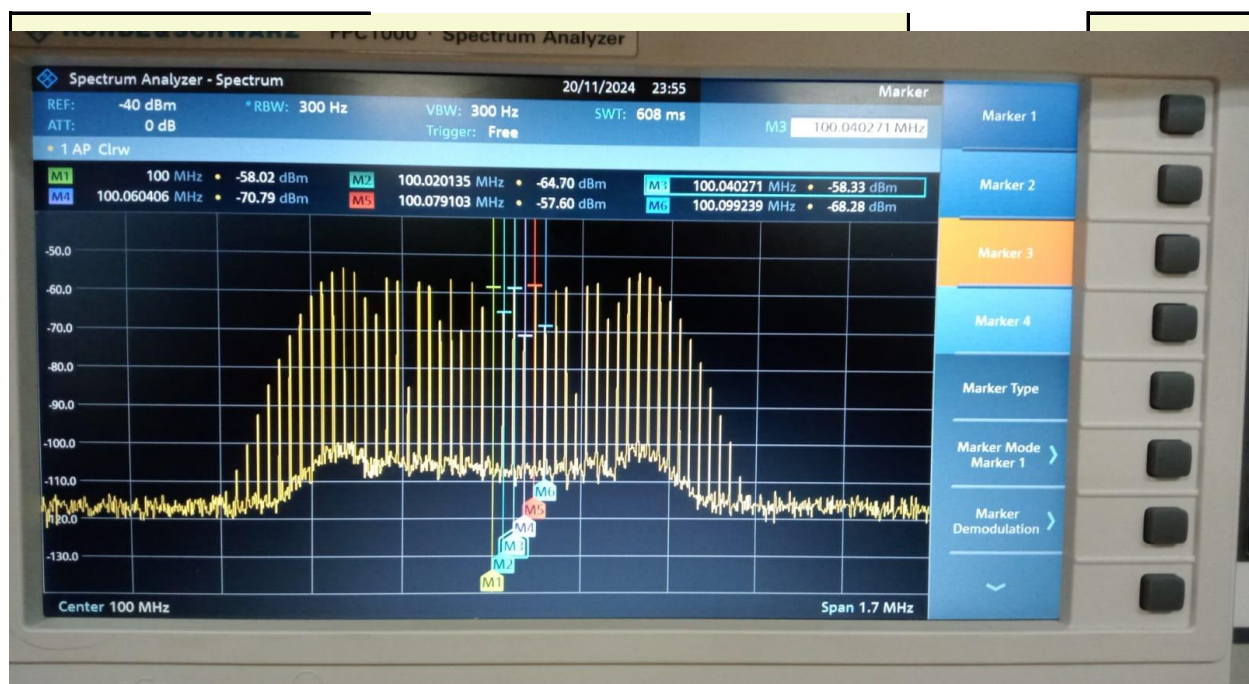 ROHDE&SCHWARZ FPC1000 · Spectrum Analyzer
Spectrum Analyzer - Spectrum 20/11/2024 23:55 Marker
REF: -40 dBm *RBW: 300 Hz VBW: 300 Hz SWT: 608 ms M3 100.040271 MHz
ATT: 0 dB Trigger: Free
• 1 AP Clrw
M1 100 MHz • -58.02 dBm M2 100.020135 MHz • -64.70 dBm M3 100.040271 MHz • -58.33 dBm
M4 100.060406 MHz • -70.79 dBm M5 100.079103 MHz • -57.60 dBm M6 100.099239 MHz • -68.28 dBm
-50.0
-60.0
-70.0
-80.0
-90.0
-100.0
-110.0
-120.0
-130.0
M6
M5
M4
M3
M2
M1
Center 100 MHz Span 1.7 MHz
Marker 1
Marker 2
Marker 3
Marker 4
Marker Type
Marker Mode
Marker 1
Marker
Demodulation